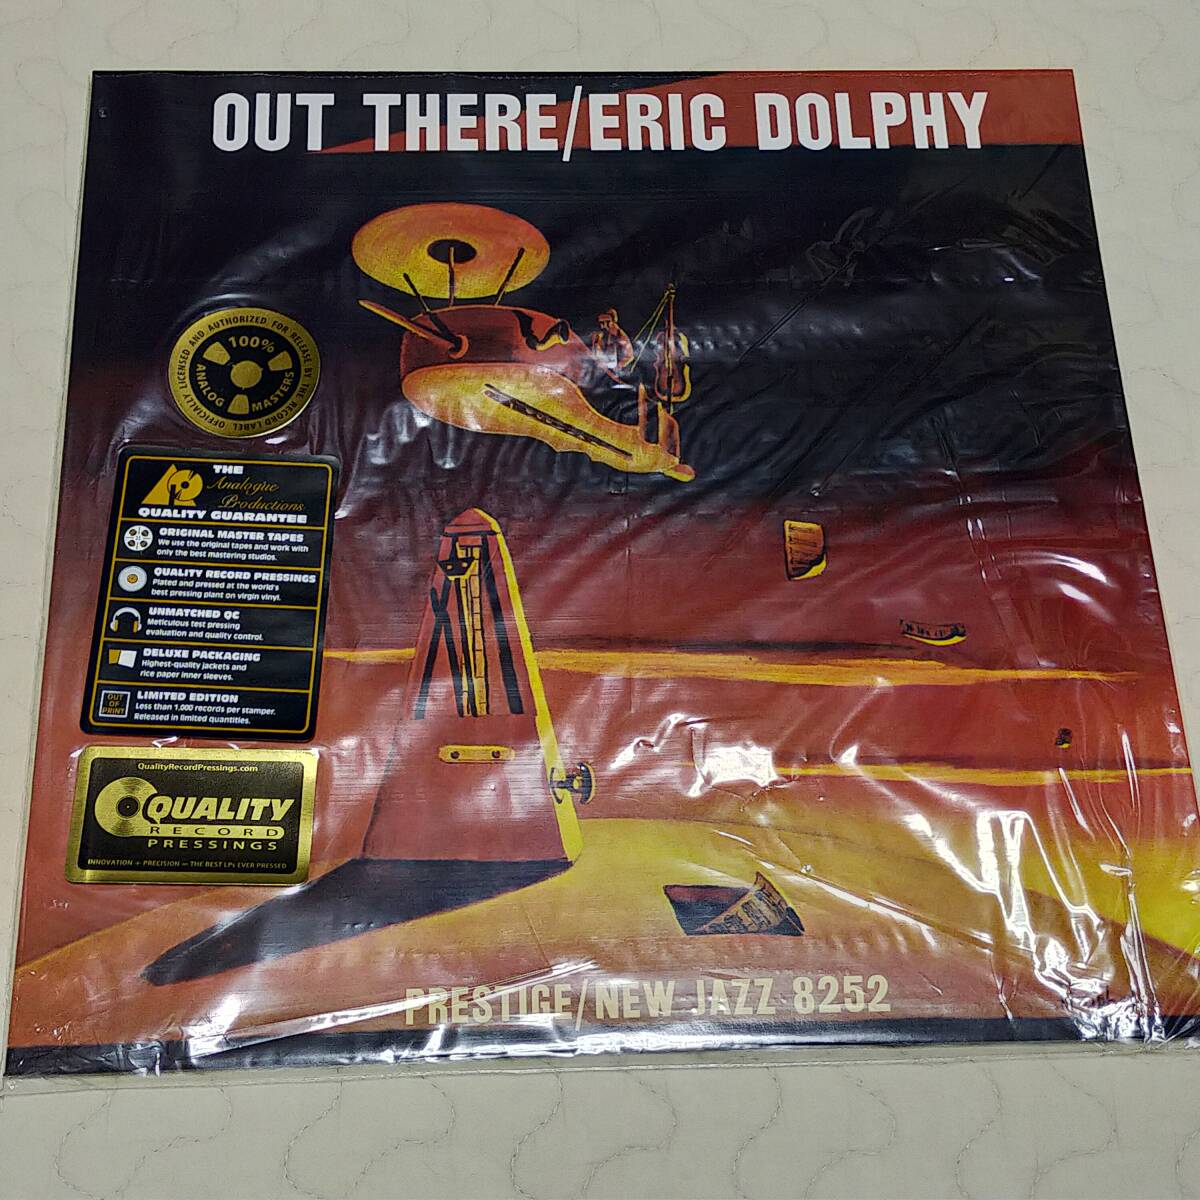 OUT THERE/ERIC DOLPHY
OFFICIALLY LICENSED AND AUTHORIZED FOR RELEASE BY THE RECORD LABEL
100%
ANALOG MASTERS
THE
Analogue
Productions
QUALITY GUARANTEE
ORIGINAL MASTER TAPES
We use the original tapes and work with
only the best mastering studios.
QUALITY RECORD PRESSINGS
Plated and pressed at the world's
best pressing plant on virgin vinyl.
UNMATCHED QC
Meticulous test pressing
evaluation and quality control.
DELUXE PACKAGING
Highest-quality jackets and
rice paper inner sleeves.
OUT
OF
PRINT
LIMITED EDITION
Less than 1,000 records per stamper.
Released in limited quantities.
QualityRecordPressings.com
QUALITY
RECORD
PRESSINGS
INNOVATION + PRECISION = THE BEST LPs EVER PRESSED
PRESTIGE/NEW JAZZ 8252